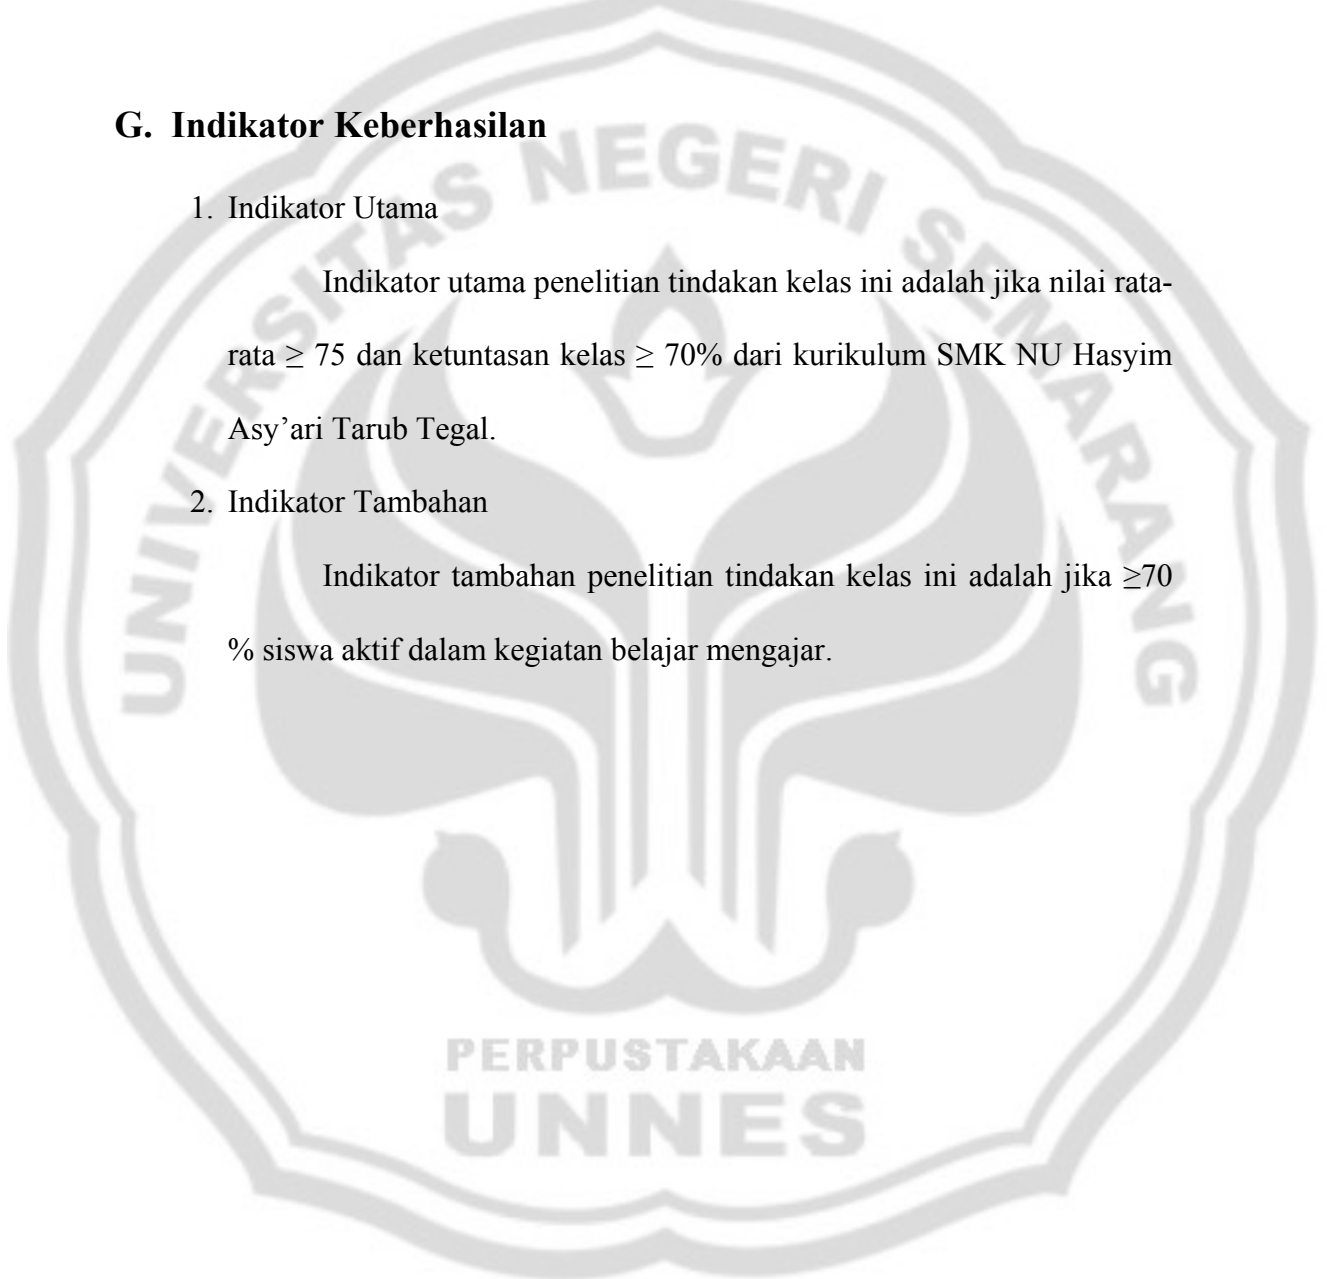 G. Indikator Keberhasilan
1. Indikator Utama
Indikator utama penelitian tindakan kelas ini adalah jika nilai rata-
rata ≥ 75 dan ketuntasan kelas ≥ 70% dari kurikulum SMK NU Hasyim
Asy’ari Tarub Tegal.
2. Indikator Tambahan
Indikator tambahan penelitian tindakan kelas ini adalah jika ≥70
% siswa aktif dalam kegiatan belajar mengajar.
UNIVERSITAS NEGERI SEMARANG
PERPUSTAKAAN
UNNES